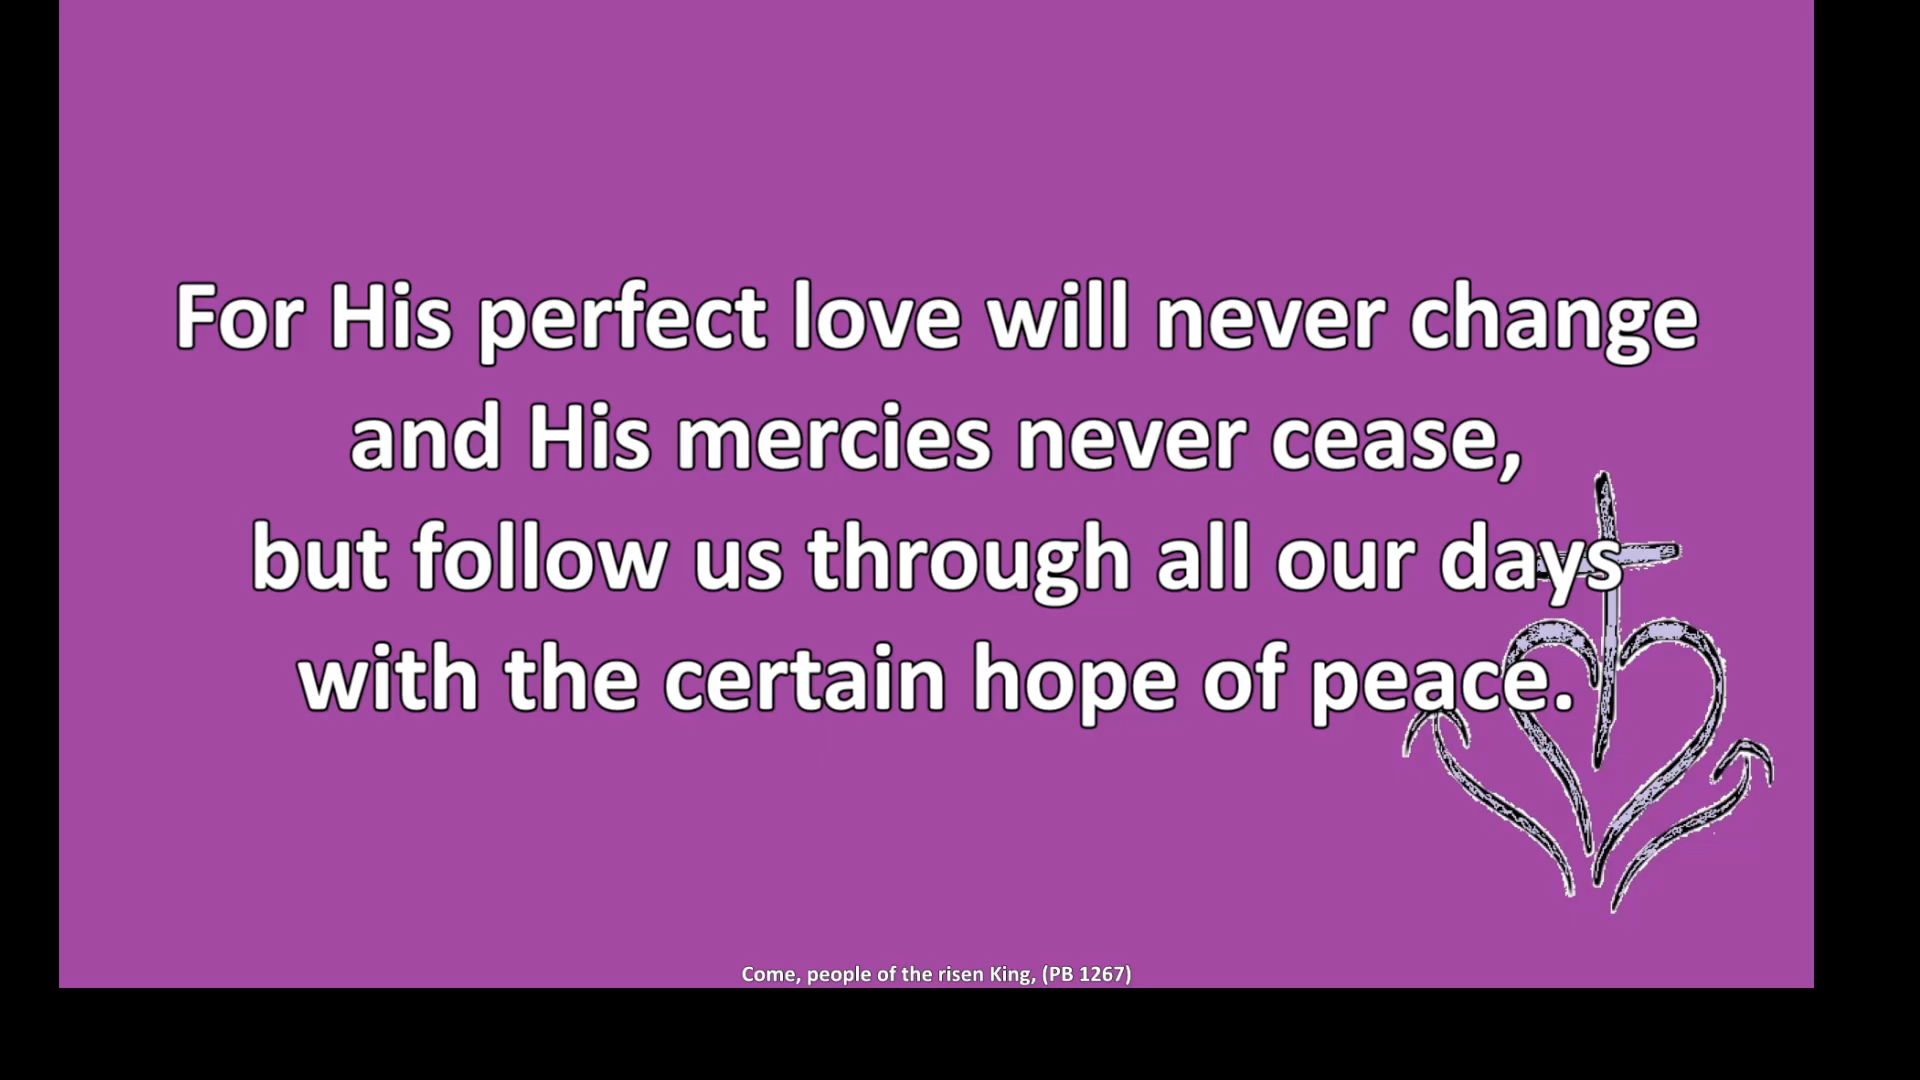 For His perfect love will never change
and His mercies never cease,
but follow us through all our days
with the certain hope of peace.
Come, people of the risen King, (PB 1267)